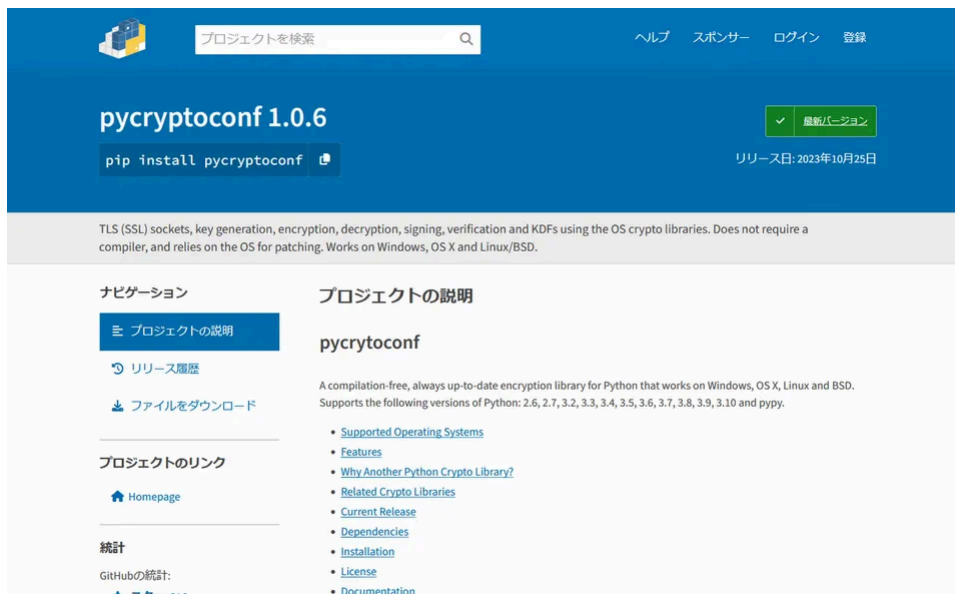 プロジェクトを検索
ヘルプ スポンサー ログイン 登録
pycryptoconf 1.0.6
pip install pycryptoconf
最新バージョン
リリース日: 2023年10月25日
TLS (SSL) sockets, key generation, encryption, decryption, signing, verification and KDFs using the OS crypto libraries. Does not require a
compiler, and relies on the OS for patching. Works on Windows, OS X and Linux/BSD.
ナビゲーション
プロジェクトの説明
リリース履歴
ファイルをダウンロード
プロジェクトのリンク
Homepage
統計
GitHubの統計:
プロジェクトの説明
pycrytoconf
A compilation-free, always up-to-date encryption library for Python that works on Windows, OS X, Linux and BSD.
Supports the following versions of Python: 2.6, 2.7, 3.2, 3.3, 3.4, 3.5, 3.6, 3.7, 3.8, 3.9, 3.10 and pypy.
Supported Operating Systems
Features
Why Another Python Crypto Library?
Related Crypto Libraries
Current Release
Dependencies
Installation
License
Documentation